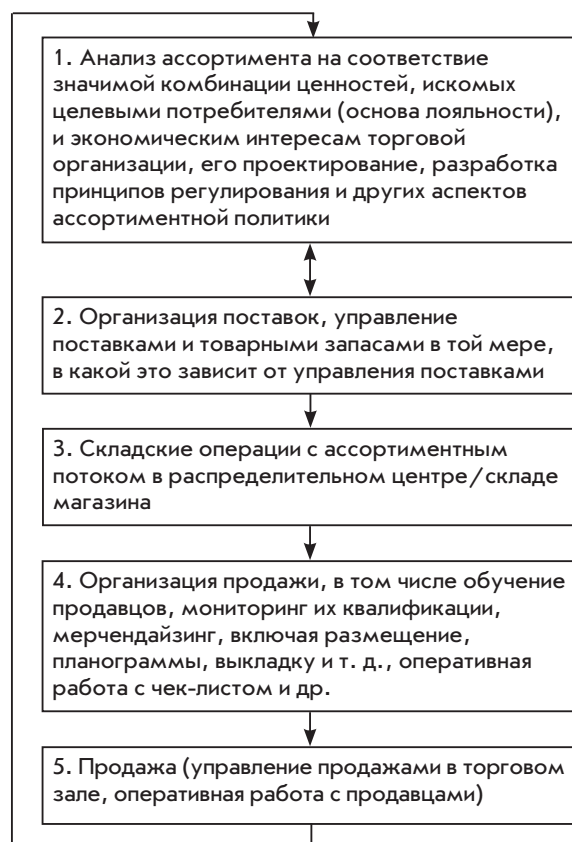 1. Анализ ассортимента на соответствие
значимой комбинации ценностей, искомых
целевыми потребителями (основа лояльности),
и экономическим интересам торговой
организации, его проектирование, разработка
принципов регулирования и других аспектов
ассортиментной политики
2. Организация поставок, управление
поставками и товарными запасами в той мере,
в какой это зависит от управления поставками
3. Складские операции с ассортиментным
потоком в распределительном центре/складе
магазина
4. Организация продажи, в том числе обучение
продавцов, мониторинг их квалификации,
мерчендайзинг, включая размещение,
планограммы, выкладку и т. д., оперативная
работа с чек-листом и др.
5. Продажа (управление продажами в торговом
зале, оперативная работа с продавцами)